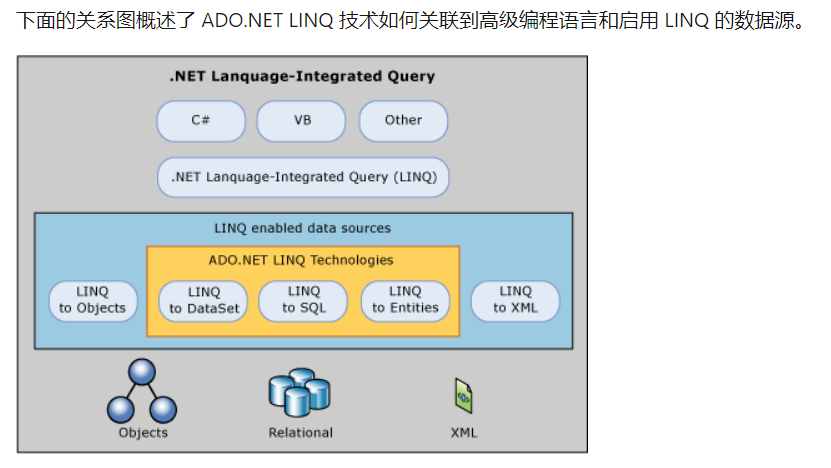 下面的关系图概述了 ADO.NET LINQ 技术如何关联到高级编程语言和启用 LINQ 的数据源。
.NET Lanquage-Integrated Query
C# VB Other
.NET Lanquage-Integrated Query (LINQ)
LINQ enabled data sources
ADO.NET LINQ Technologies
LINQ to Objects
LINQ to DataSet
LINQ to SQL
LINQ to Entities
LINQ to XML
Objects Relational XML